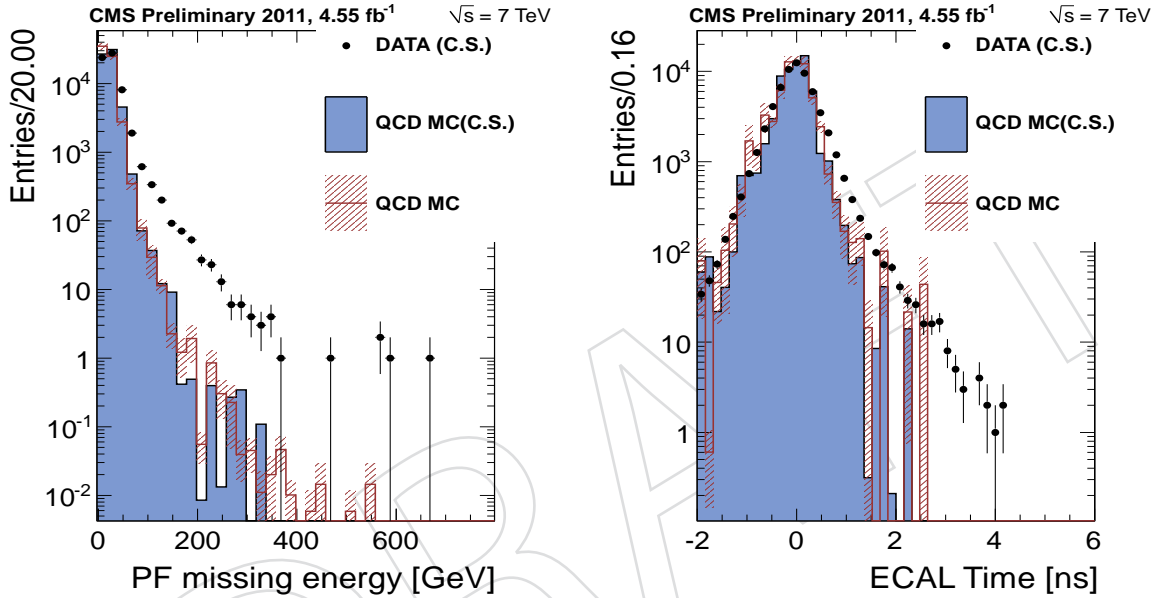 CMS Preliminary 2011, 4.55 fb⁻¹ √s = 7 TeV
Entries/20.00
10⁴
10³
10²
10
1
10⁻¹
10⁻²
DATA (C.S.)
QCD MC(C.S.)
QCD MC
0 200 400 600
PF missing energy [GeV]
CMS Preliminary 2011, 4.55 fb⁻¹ √s = 7 TeV
Entries/0.16
10⁴
10³
10²
10
1
DATA (C.S.)
QCD MC(C.S.)
QCD MC
-2 0 2 4 6
ECAL Time [ns]